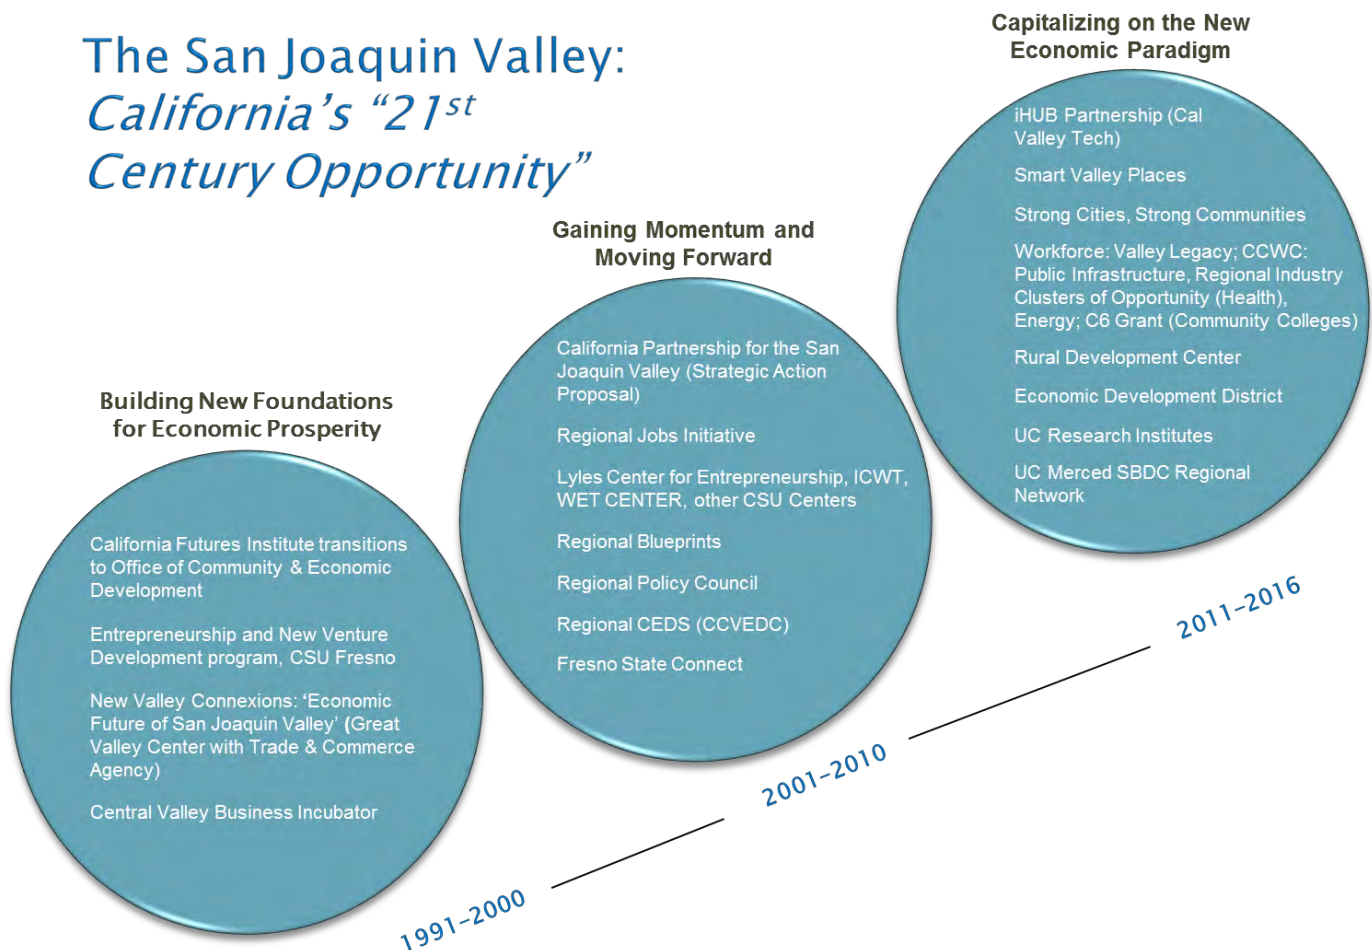 The San Joaquin Valley:
California’s “21st
Century Opportunity”
Building New Foundations
for Economic Prosperity
California Futures Institute transitions
to Office of Community & Economic
Development
Entrepreneurship and New Venture
Development program, CSU Fresno
New Valley Connexions: ‘Economic
Future of San Joaquin Valley’ (Great
Valley Center with Trade & Commerce
Agency)
Central Valley Business Incubator
1991–2000
Gaining Momentum and
Moving Forward
California Partnership for the San
Joaquin Valley (Strategic Action
Proposal)
Regional Jobs Initiative
Lyles Center for Entrepreneurship, ICWT,
WET CENTER, other CSU Centers
Regional Blueprints
Regional Policy Council
Regional CEDS (CCVEDC)
Fresno State Connect
2001–2010
Capitalizing on the New
Economic Paradigm
iHUB Partnership (Cal
Valley Tech)
Smart Valley Places
Strong Cities, Strong Communities
Workforce: Valley Legacy; CCWC:
Public Infrastructure, Regional Industry
Clusters of Opportunity (Health),
Energy; C6 Grant (Community Colleges)
Rural Development Center
Economic Development District
UC Research Institutes
UC Merced SBDC Regional
Network
2011–2016